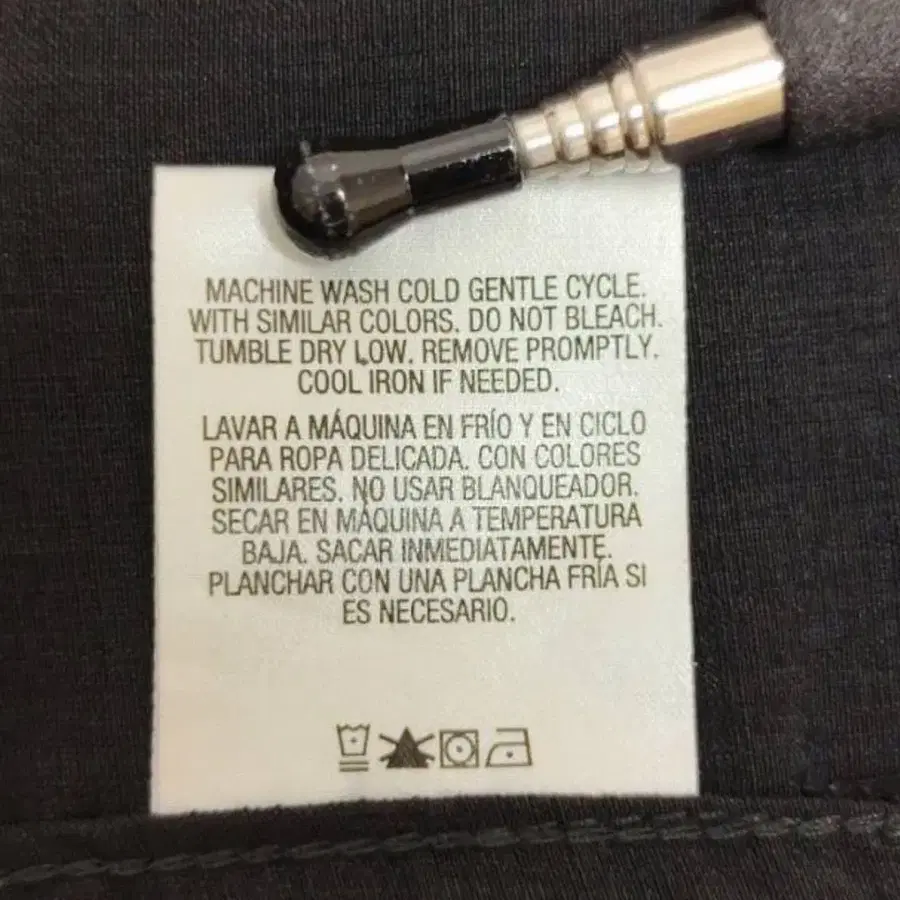 MACHINE WASH COLD GENTLE CYCLE.
WITH SIMILAR COLORS. DO NOT BLEACH.
TUMBLE DRY LOW. REMOVE PROMPTLY.
COOL IRON IF NEEDED.
LAVAR A MÁQUINA EN FRÍO Y EN CICLO
PARA ROPA DELICADA. CON COLORES
SIMILARES. NO USAR BLANQUEADOR.
SECAR EN MÁQUINA A TEMPERATURA
BAJA. SACAR INMEDIATAMENTE.
PLANCHAR CON UNA PLANCHA FRÍA SI
ES NECESARIO.